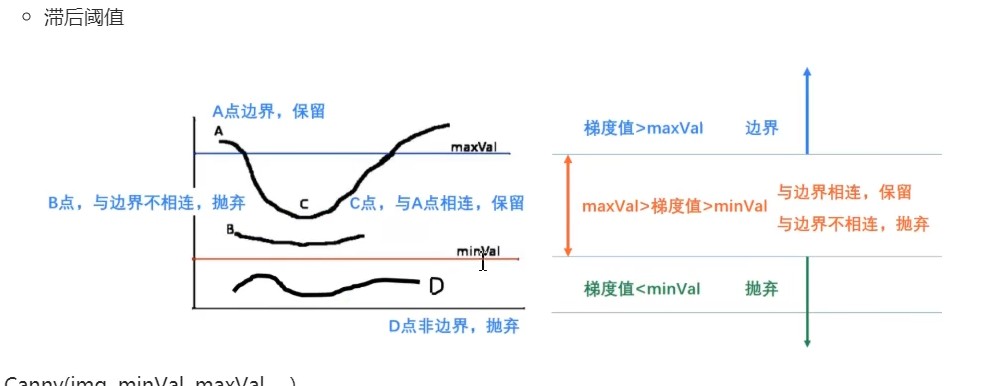 滞后阈值
A点边界，保留
A
maxVal
B点，与边界不相连，抛弃
C
C点，与A点相连，保留
B
minVal
D
D点非边界，抛弃
梯度值>maxVal 边界
maxVal>梯度值>minVal
与边界相连，保留
与边界不相连，抛弃
梯度值<minVal 抛弃
Canny(img, minVal, maxVal, ...)